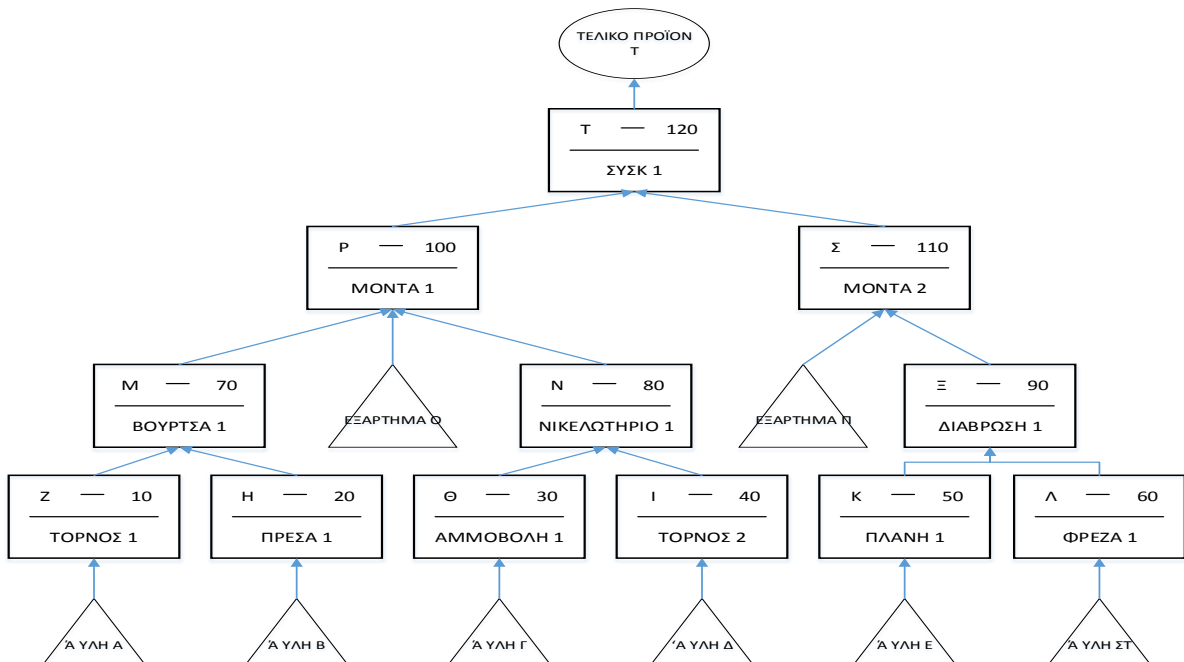 ΤΕΛΙΚΟ ΠΡΟΪΟΝ
Τ
Τ — 120
ΣΥΣΚ 1
Ρ — 100
ΜΟΝΤΑ 1
Σ — 110
ΜΟΝΤΑ 2
Μ — 70
ΒΟΥΡΤΣΑ 1
ΕΞΑΡΤΗΜΑ Ο
Ν — 80
ΝΙΚΕΛΩΤΗΡΙΟ 1
ΕΞΑΡΤΗΜΑ Π
Ξ — 90
ΔΙΑΒΡΩΣΗ 1
Ζ — 10
ΤΟΡΝΟΣ 1
Η — 20
ΠΡΕΣΑ 1
Θ — 30
ΑΜΜΟΒΟΛΗ 1
Ι — 40
ΤΟΡΝΟΣ 2
Κ — 50
ΠΛΑΝΗ 1
Λ — 60
ΦΡΕΖΑ 1
Ά ΥΛΗ Α
Ά ΥΛΗ Β
Ά ΥΛΗ Γ
'Α ΥΛΗ Δ
Ά ΥΛΗ Ε
Ά ΥΛΗ ΣΤ